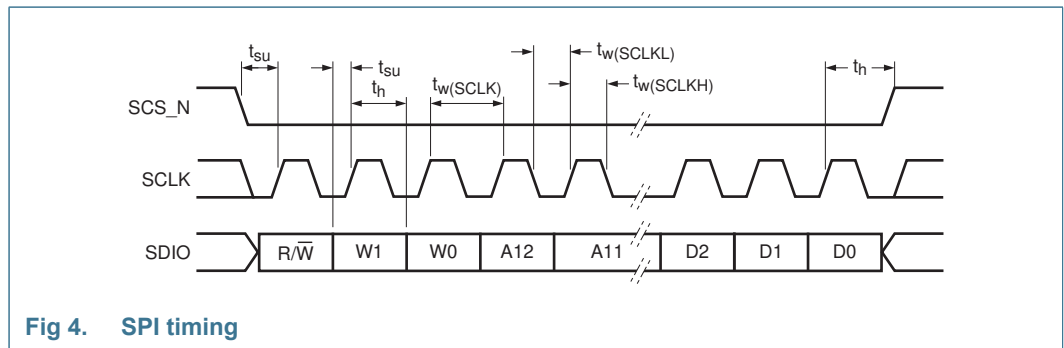 tsu
tsu
th
tw(SCLK)
tw(SCLKL)
tw(SCLKH)
th
SCS_N
SCLK
SDIO R/W̅ W1 W0 A12 A11 D2 D1 D0
Fig 4. SPI timing